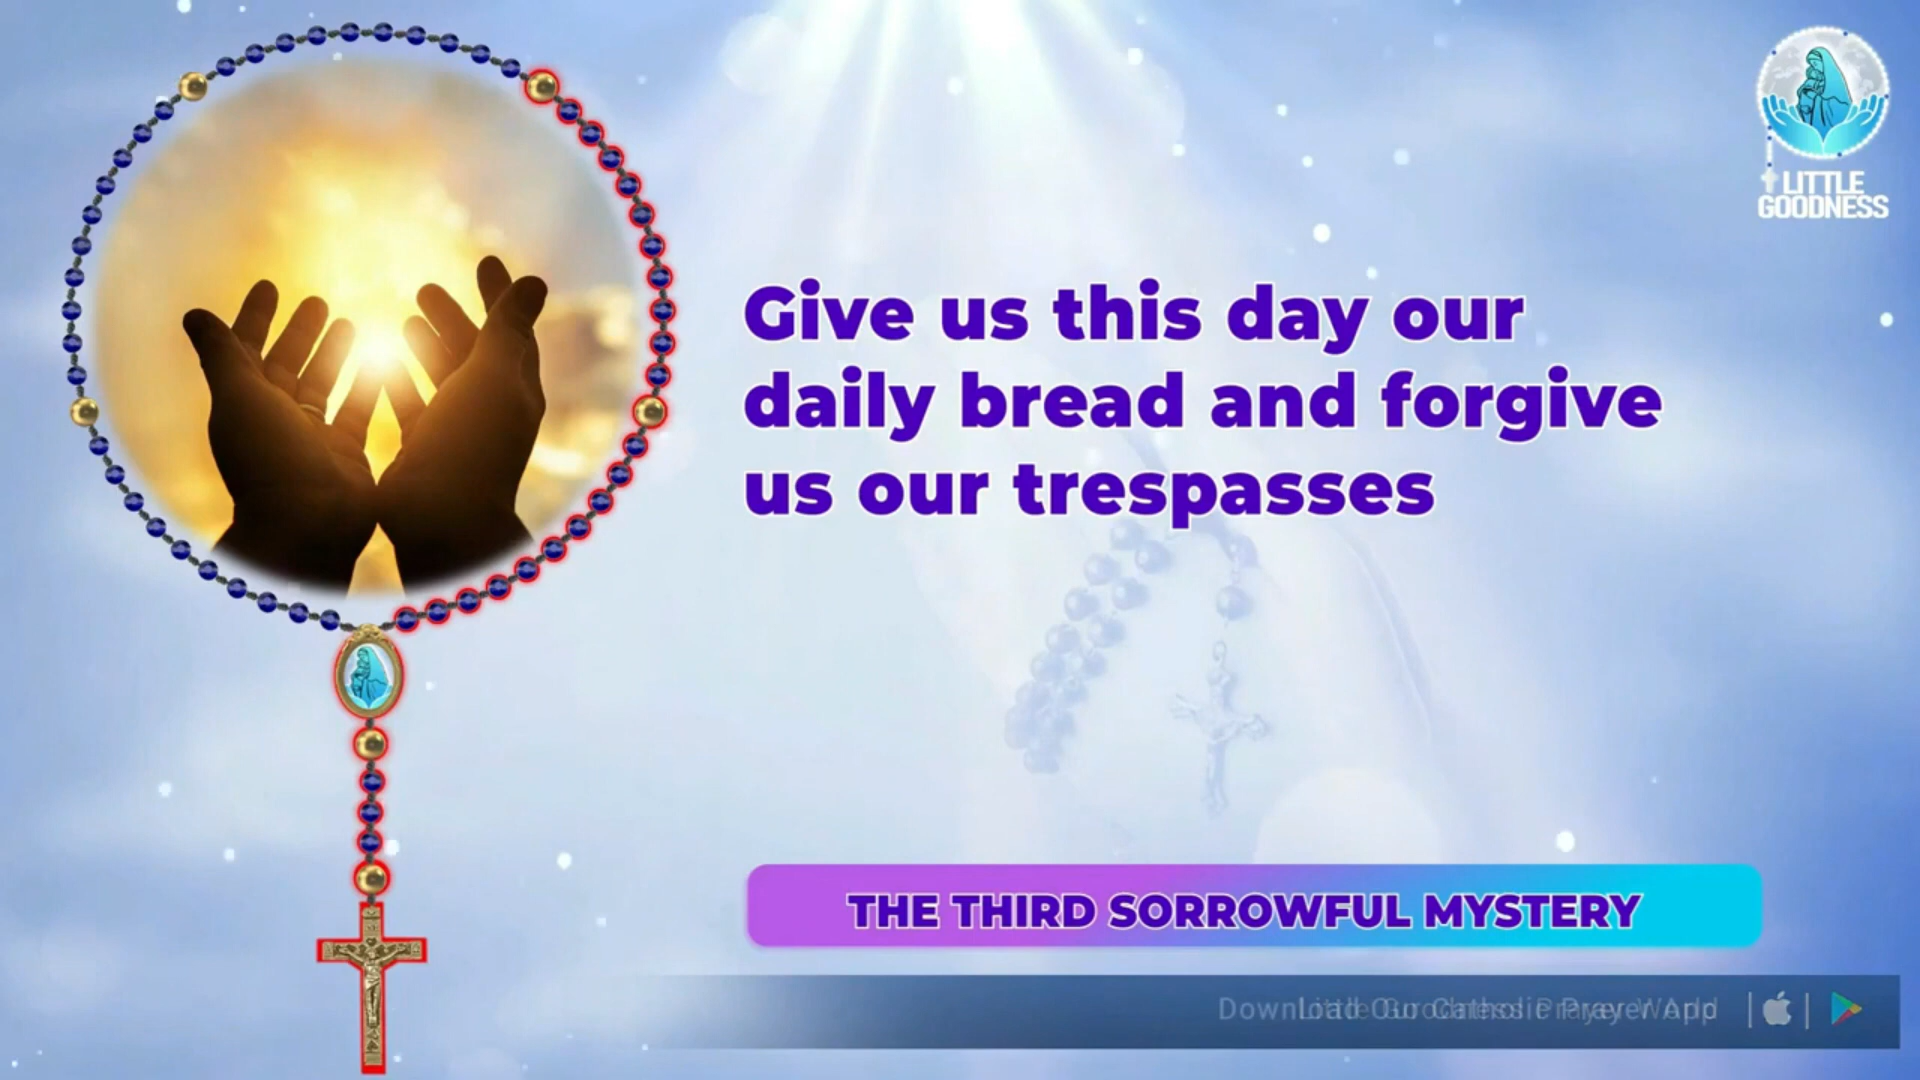 LITTLE
GOODNESS
Give us this day our
daily bread and forgive
us our trespasses
THE THIRD SORROWFUL MYSTERY